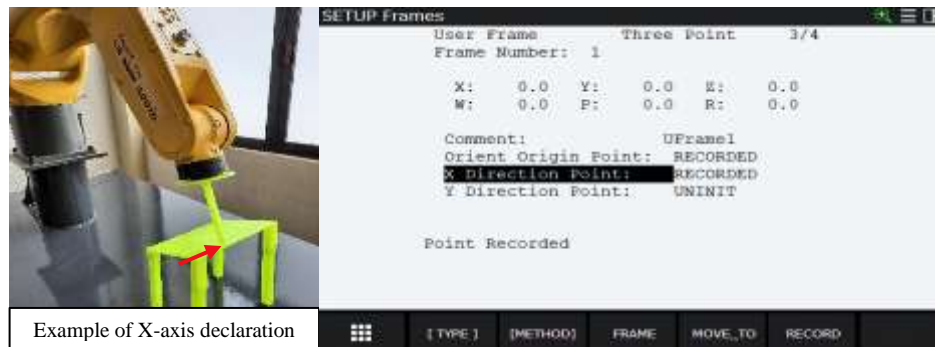 SETUP Frames
User Frame Three Point 3/4
Frame Number: 1
X: 0.0 Y: 0.0 Z: 0.0
W: 0.0 P: 0.0 R: 0.0
Comment: UFrame1
Orient Origin Point: RECORDED
X Direction Point: RECORDED
Y Direction Point: UNINIT
Point Recorded
[ TYPE ] [METHOD] FRAME MOVE_TO RECORD
Example of X-axis declaration